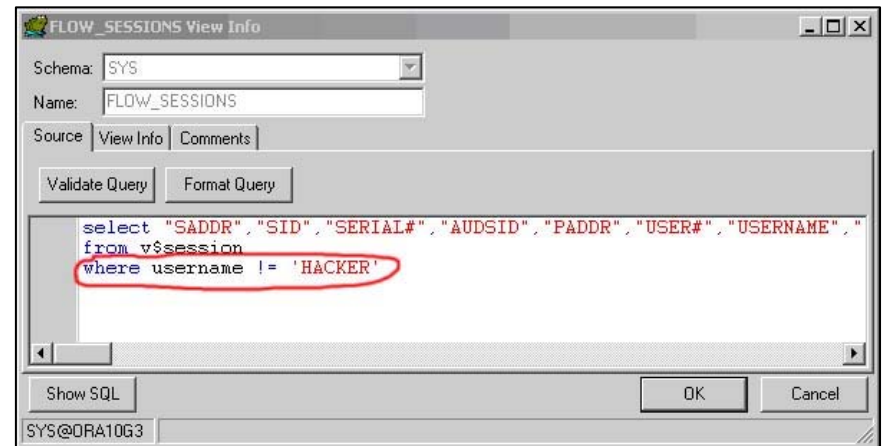 FLOW_SESSIONS View Info
Schema: SYS
Name: FLOW_SESSIONS
Source View Info Comments
Validate Query Format Query
select "SADDR","SID","SERIAL#","AUDSID","PADDR","USER#","USERNAME","
from v$session
where username != 'HACKER'
Show SQL OK Cancel
SYS@ORA10G3